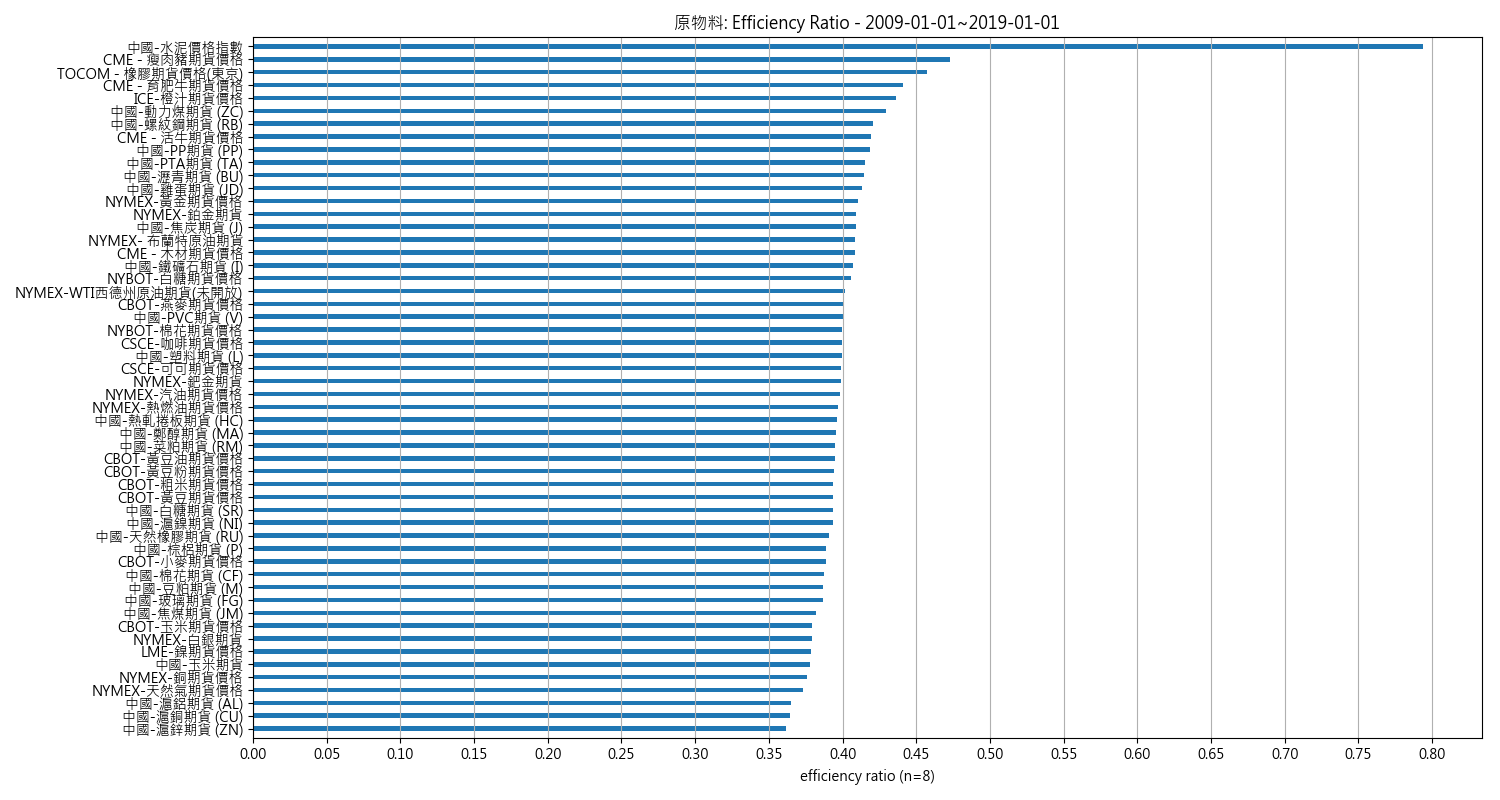 原物料: Efficiency Ratio - 2009-01-01~2019-01-01
中國-水泥價格指數
CME - 瘦肉豬期貨價格
TOCOM - 橡膠期貨價格(東京)
CME - 育肥牛期貨價格
ICE-橙汁期貨價格
中國-動力煤期貨 (ZC)
中國-螺紋鋼期貨 (RB)
CME - 活牛期貨價格
中國-PP期貨 (PP)
中國-PTA期貨 (TA)
中國-瀝青期貨 (BU)
中國-雞蛋期貨 (JD)
NYMEX-黃金期貨價格
NYMEX-鉑金期貨
中國-焦炭期貨 (J)
NYMEX- 布蘭特原油期貨
CME - 木材期貨價格
中國-鐵礦石期貨 (I)
NYBOT-白糖期貨價格
NYMEX-WTI西德州原油期貨(未開放)
CBOT-燕麥期貨價格
中國-PVC期貨 (V)
NYBOT-棉花期貨價格
CSCE-咖啡期貨價格
中國-塑料期貨 (L)
CSCE-可可期貨價格
NYMEX-鈀金期貨
NYMEX-汽油期貨價格
NYMEX-熱燃油期貨價格
中國-熱軋捲板期貨 (HC)
中國-鄭醇期貨 (MA)
中國-菜粕期貨 (RM)
CBOT-黃豆油期貨價格
CBOT-黃豆粉期貨價格
CBOT-粗米期貨價格
CBOT-黃豆期貨價格
中國-白糖期貨 (SR)
中國-滬鎳期貨 (NI)
中國-天然橡膠期貨 (RU)
中國-棕梠期貨 (P)
CBOT-小麥期貨價格
中國-棉花期貨 (CF)
中國-豆粕期貨 (M)
中國-玻璃期貨 (FG)
中國-焦煤期貨 (JM)
CBOT-玉米期貨價格
NYMEX-白銀期貨
LME-鎳期貨價格
中國-玉米期貨
NYMEX-銅期貨價格
NYMEX-天然氣期貨價格
中國-滬鋁期貨 (AL)
中國-滬銅期貨 (CU)
中國-滬鋅期貨 (ZN)
0.00 0.05 0.10 0.15 0.20 0.25 0.30 0.35 0.40 0.45 0.50 0.55 0.60 0.65 0.70 0.75 0.80
efficiency ratio (n=8)